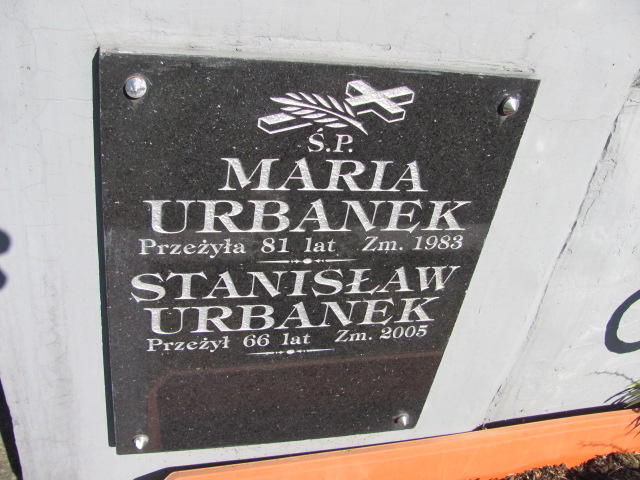 Ś.P.
MARIA
URBANEK
Przeżyła 81 lat Zm. 1983
STANISŁAW
URBANEK
Przeżył 66 lat Zm. 2005